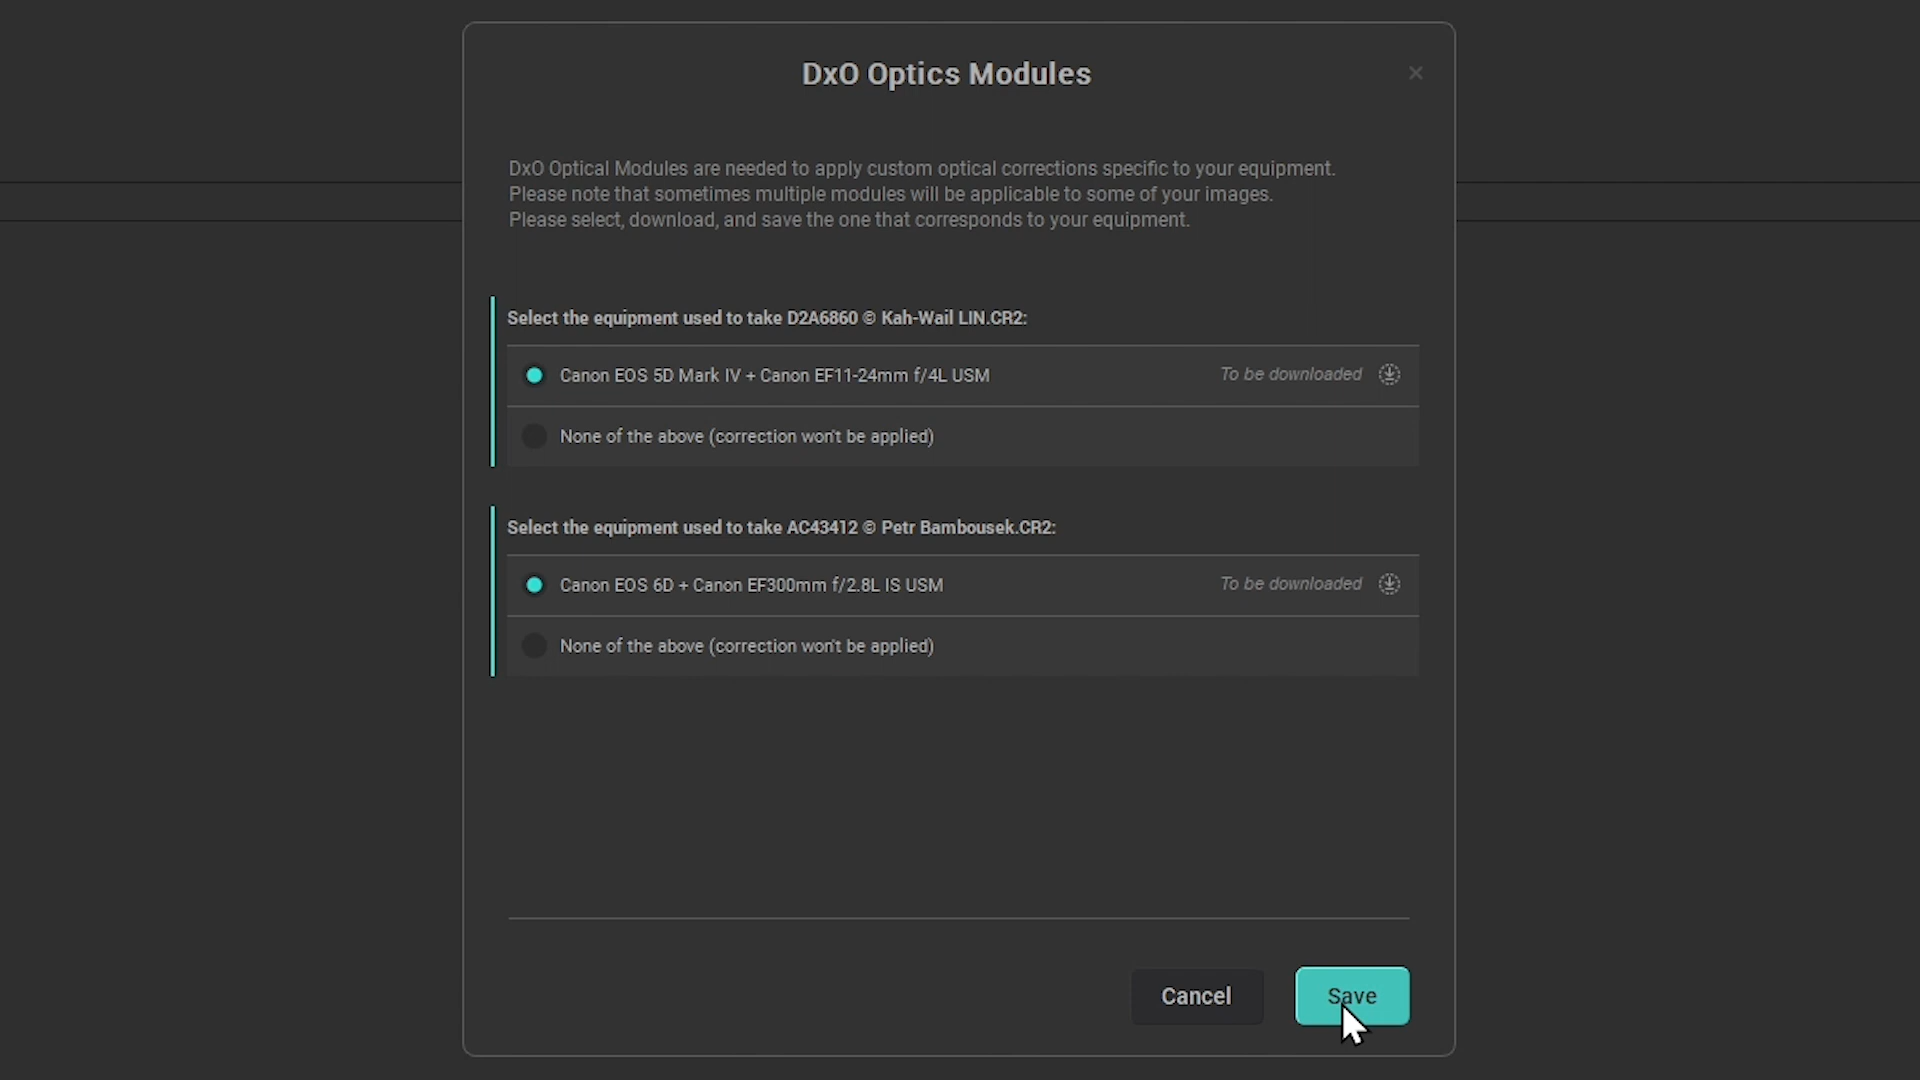 DxO Optics Modules
DxO Optical Modules are needed to apply custom optical corrections specific to your equipment.
Please note that sometimes multiple modules will be applicable to some of your images.
Please select, download, and save the one that corresponds to your equipment.
Select the equipment used to take D2A6860 © Kah-Wail LIN.CR2:
Canon EOS 5D Mark IV + Canon EF11-24mm f/4L USM To be downloaded
None of the above (correction won't be applied)
Select the equipment used to take AC43412 © Petr Bambousek.CR2:
Canon EOS 6D + Canon EF300mm f/2.8L IS USM To be downloaded
None of the above (correction won't be applied)
Cancel Save